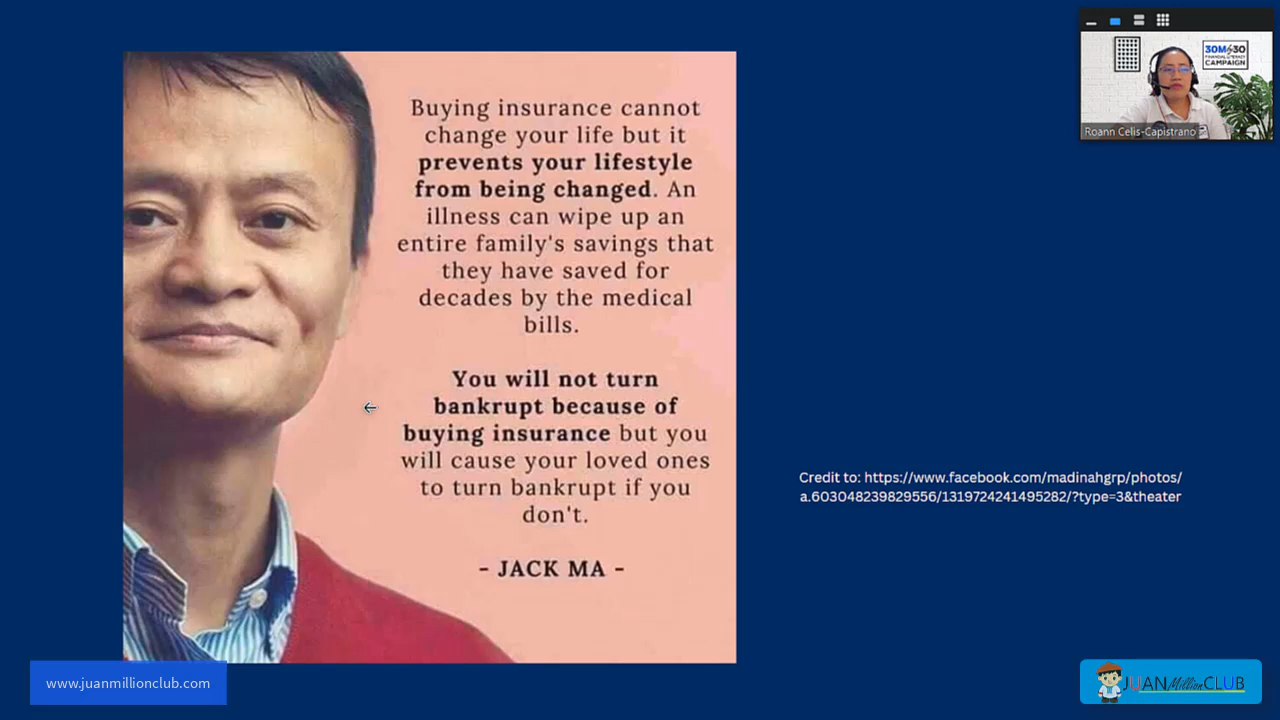 Buying insurance cannot
change your life but it
prevents your lifestyle
from being changed. An
illness can wipe up an
entire family's savings that
they have saved for
decades by the medical
bills.
You will not turn
bankrupt because of
buying insurance but you
will cause your loved ones
to turn bankrupt if you
don't.
- JACK MA -
30M by 30
FINANCIAL LITERACY
CAMPAIGN
Roann Celis-Capistrano
Credit to: https://www.facebook.com/madinahgrp/photos/
a.603048239829556/1319724241495282/?type=3&theater
www.juanmillionclub.com
JUAN Million CLUB